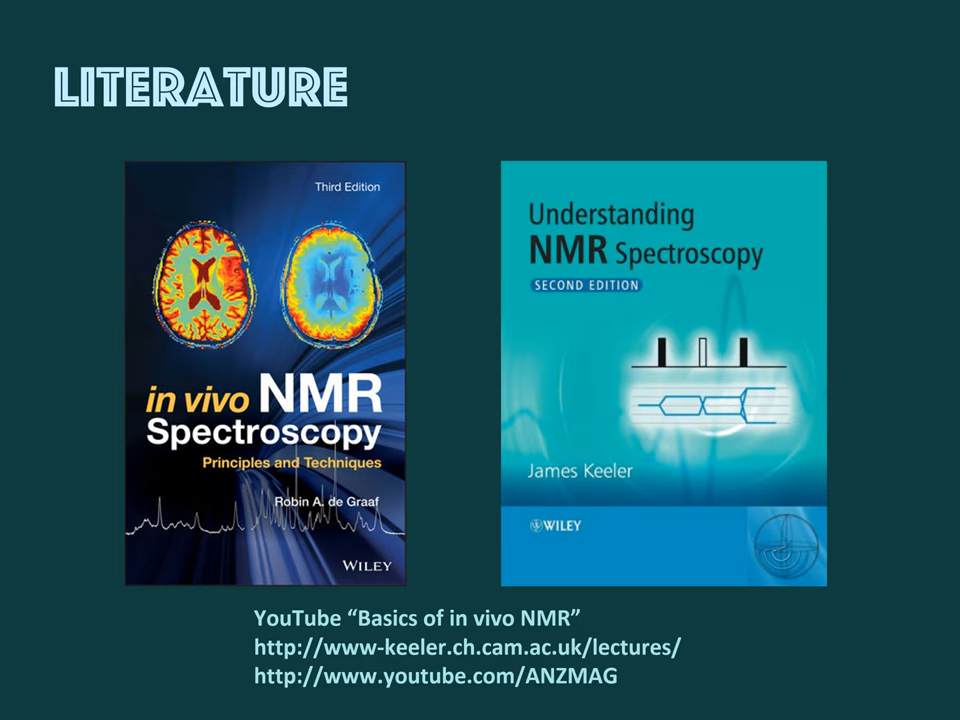 LITERATURE
Third Edition
in vivo NMR
Spectroscopy
Principles and Techniques
Robin A. de Graaf
WILEY
Understanding
NMR Spectroscopy
SECOND EDITION
James Keeler
WILEY
YouTube “Basics of in vivo NMR”
http://www-keeler.ch.cam.ac.uk/lectures/
http://www.youtube.com/ANZMAG